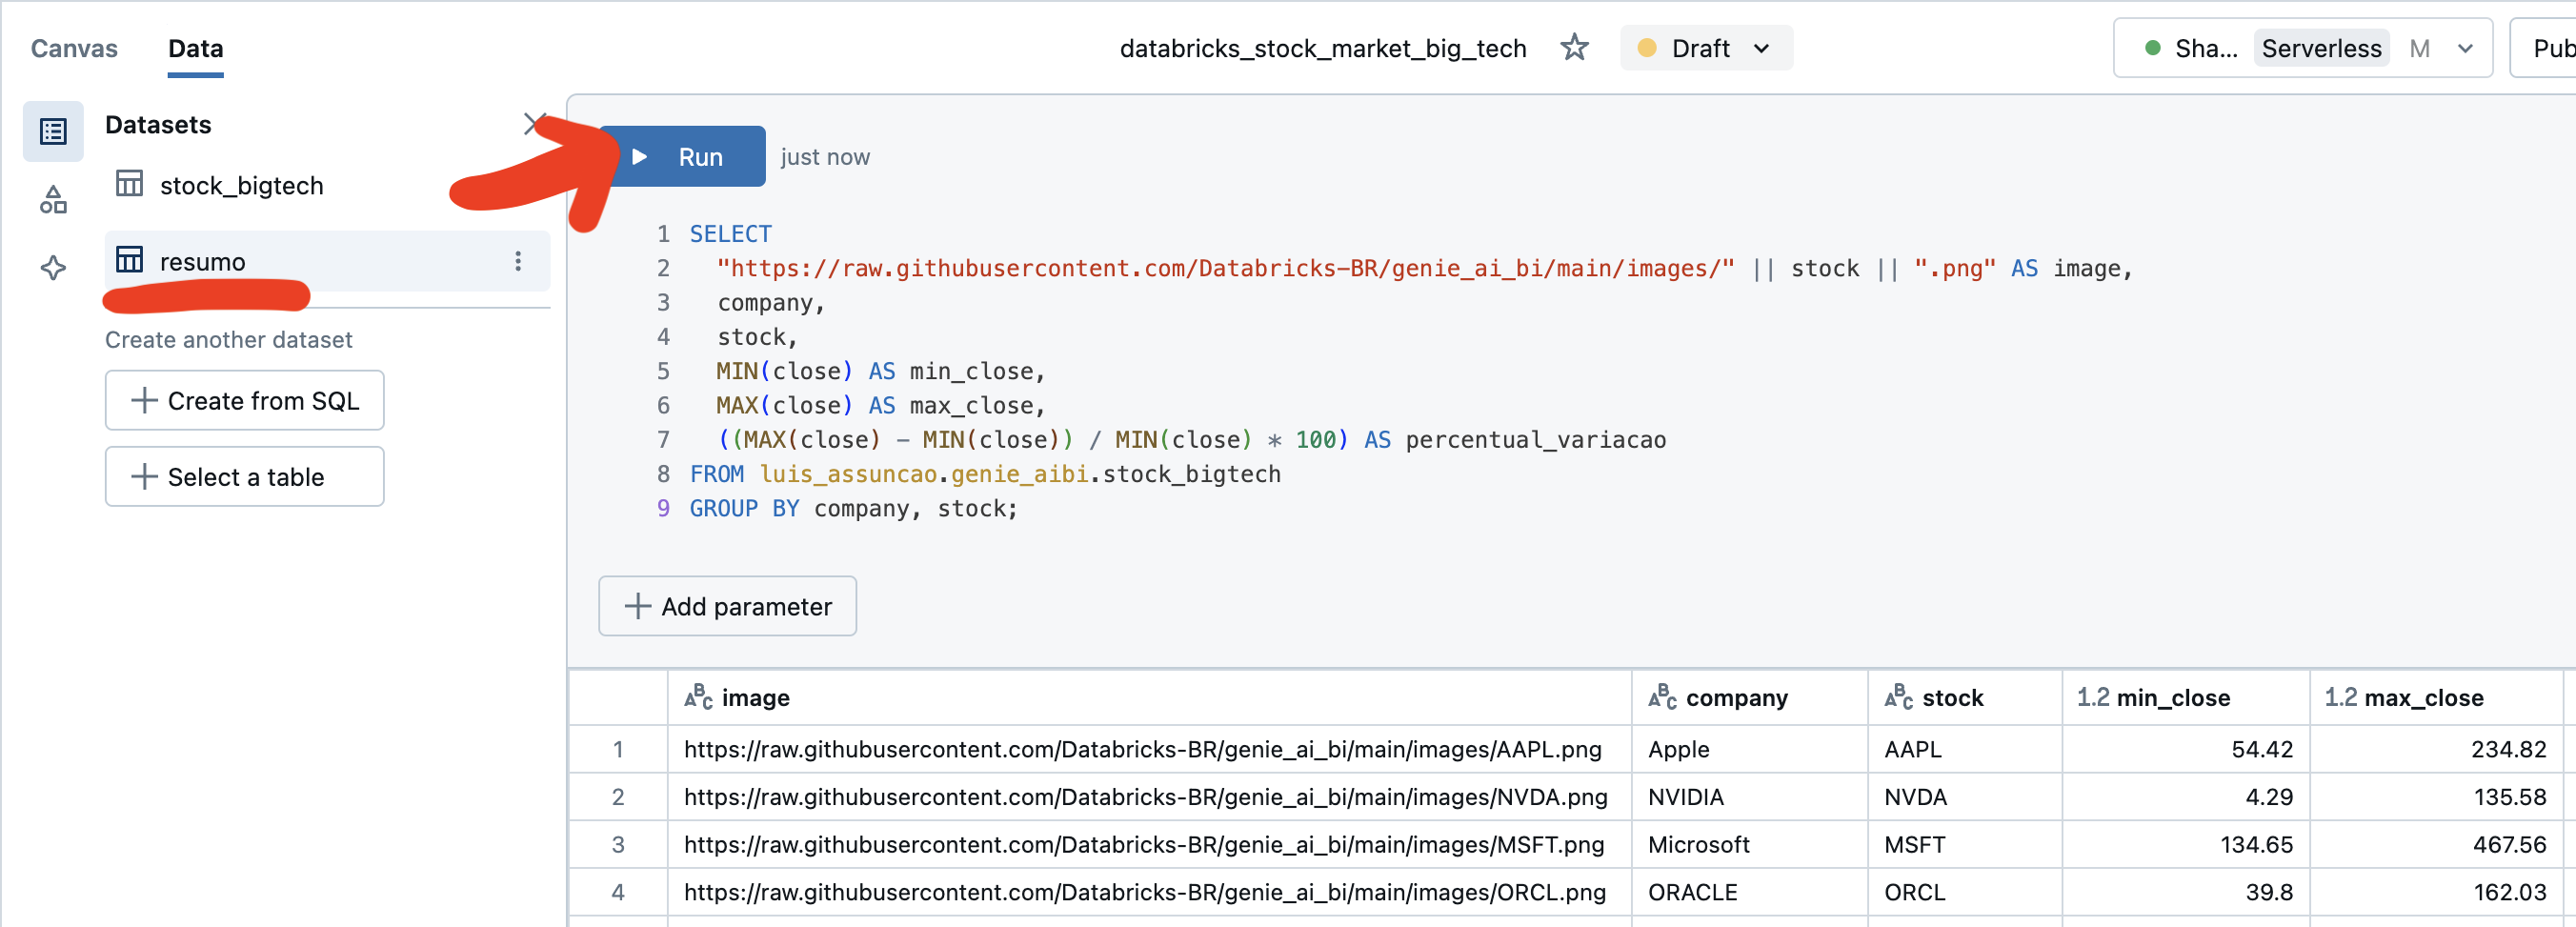 Canvas Data databricks_stock_market_big_tech Draft Sha... Serverless M Pub
Datasets
stock_bigtech
resumo
Create another dataset
Create from SQL
Select a table
Run just now
1 SELECT
2 "https://raw.githubusercontent.com/Databricks-BR/genie_ai_bi/main/images/" || stock || ".png" AS image,
3 company,
4 stock,
5 MIN(close) AS min_close,
6 MAX(close) AS max_close,
7 ((MAX(close) - MIN(close)) / MIN(close) * 100) AS percentual_variacao
8 FROM luis_assuncao.genie_aibi.stock_bigtech
9 GROUP BY company, stock;
Add parameter
ABC image ABC company ABC stock 1.2 min_close 1.2 max_close
1 https://raw.githubusercontent.com/Databricks-BR/genie_ai_bi/main/images/AAPL.png Apple AAPL 54.42 234.82
2 https://raw.githubusercontent.com/Databricks-BR/genie_ai_bi/main/images/NVDA.png NVIDIA NVDA 4.29 135.58
3 https://raw.githubusercontent.com/Databricks-BR/genie_ai_bi/main/images/MSFT.png Microsoft MSFT 134.65 467.56
4 https://raw.githubusercontent.com/Databricks-BR/genie_ai_bi/main/images/ORCL.png ORACLE ORCL 39.8 162.03